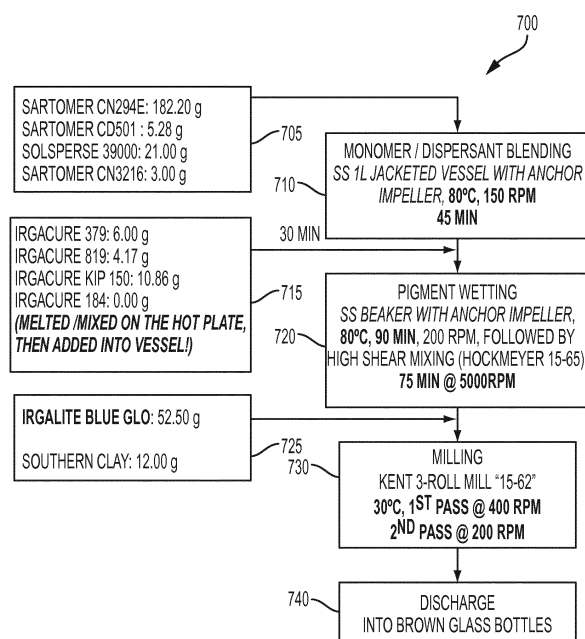 700
SARTOMER CN294E: 182.20 g
SARTOMER CD501 : 5.28 g
SOLSPERSE 39000: 21.00 g
SARTOMER CN3216: 3.00 g
705
MONOMER / DISPERSANT BLENDING
SS 1L JACKETED VESSEL WITH ANCHOR
IMPELLER, 80ºC, 150 RPM
45 MIN
710
IRGACURE 379: 6.00 g
IRGACURE 819: 4.17 g
IRGACURE KIP 150: 10.86 g
IRGACURE 184: 0.00 g
(MELTED /MIXED ON THE HOT PLATE,
THEN ADDED INTO VESSEL!)
30 MIN
715
PIGMENT WETTING
SS BEAKER WITH ANCHOR IMPELLER,
80ºC, 90 MIN, 200 RPM, FOLLOWED BY
HIGH SHEAR MIXING (HOCKMEYER 15-65)
75 MIN @ 5000RPM
720
IRGALITE BLUE GLO: 52.50 g
SOUTHERN CLAY: 12.00 g
725
MILLING
KENT 3-ROLL MILL “15-62”
30ºC, 1ST PASS @ 400 RPM
2ND PASS @ 200 RPM
730
DISCHARGE
INTO BROWN GLASS BOTTLES
740